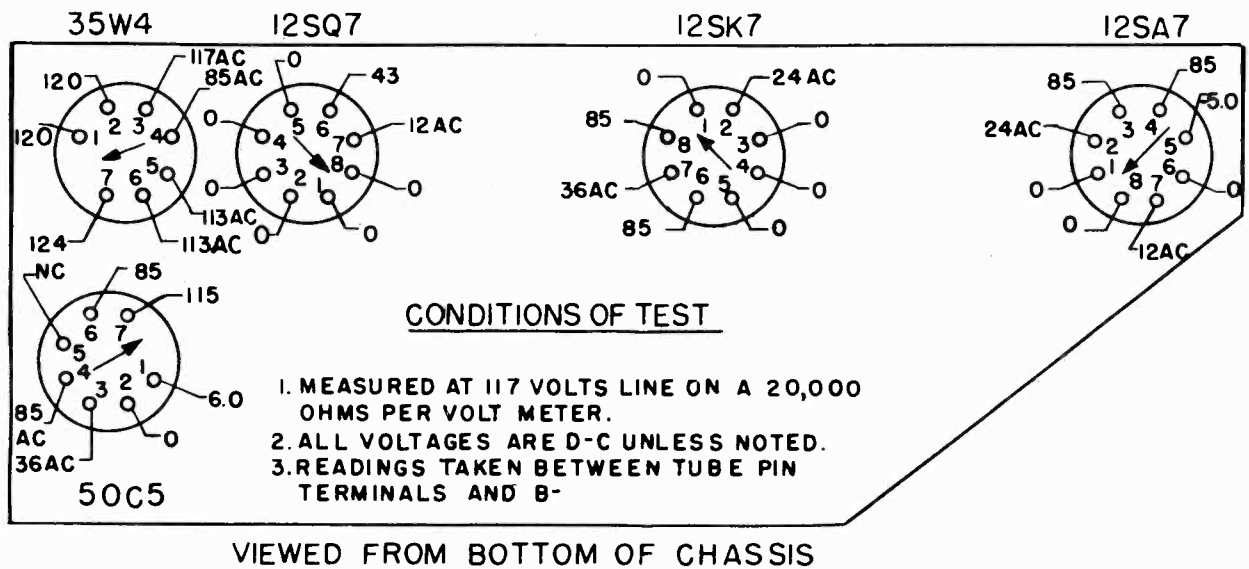 35W4 12SQ7 12SK7 12SA7
117AC
120 85AC 0 43
120 1 2 3 4 5 6 7
0 4 5 6 7 12AC
0 3 2 1 8 0
124 113AC 0 0
113AC
0 24AC
85 1 2 3 0
8 4
36AC 7 6 5 0
85 0
85 85
24AC 3 4 -5.0
2 5
0 1 8 7 6 0
0 12AC
NC 85
115
6 7
5 1
4 3 2 6.0
85
AC 0
36AC
50C5
CONDITIONS OF TEST
1. MEASURED AT 117 VOLTS LINE ON A 20,000
OHMS PER VOLT METER.
2. ALL VOLTAGES ARE D-C UNLESS NOTED.
3. READINGS TAKEN BETWEEN TUBE PIN
TERMINALS AND B-
VIEWED FROM BOTTOM OF CHASSIS